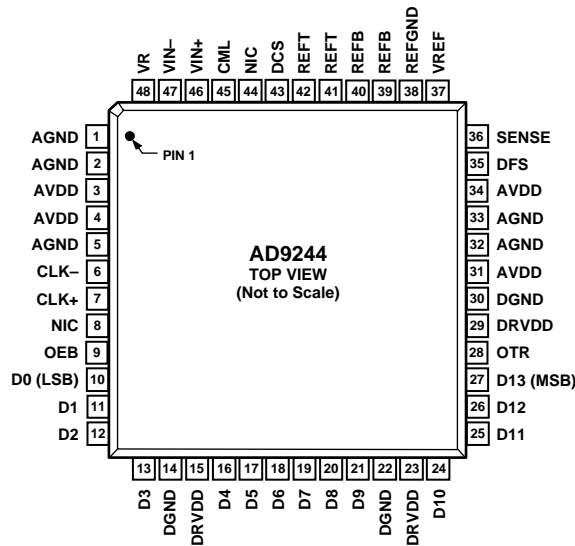 VR
VIN–
VIN+
CML
NIC
DCS
REFT
REFT
REFB
REFB
REFGND
VREF
48 47 46 45 44 43 42 41 40 39 38 37
AGND 1
AGND 2
AVDD 3
AVDD 4
AGND 5
CLK– 6
CLK+ 7
NIC 8
OEB 9
D0 (LSB) 10
D1 11
D2 12
PIN 1
AD9244
TOP VIEW
(Not to Scale)
36 SENSE
35 DFS
34 AVDD
33 AGND
32 AGND
31 AVDD
30 DGND
29 DRVDD
28 OTR
27 D13 (MSB)
26 D12
25 D11
13 14 15 16 17 18 19 20 21 22 23 24
D3
DGND
DRVDD
D4
D5
D6
D7
D8
D9
DGND
DRVDD
D10